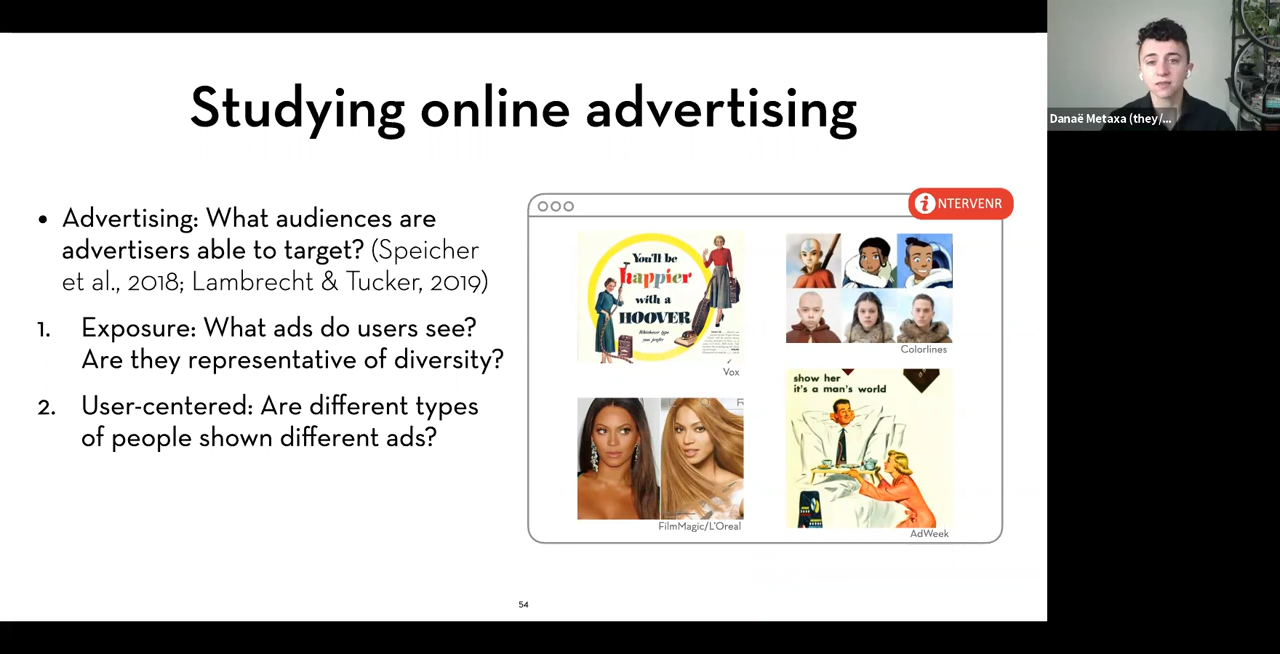 Studying online advertising
• Advertising: What audiences are
advertisers able to target? (Speicher
et al., 2018; Lambrecht & Tucker, 2019)
1. Exposure: What ads do users see?
Are they representative of diversity?
2. User-centered: Are different types
of people shown different ads?
iNTERVENR
You'll be
happier
with a
HOOVER
Whichever type
you prefer
Vox
Colorlines
FilmMagic/L'Oreal
show her
it's a man's world
AdWeek
54
Danaë Metaxa (they/...